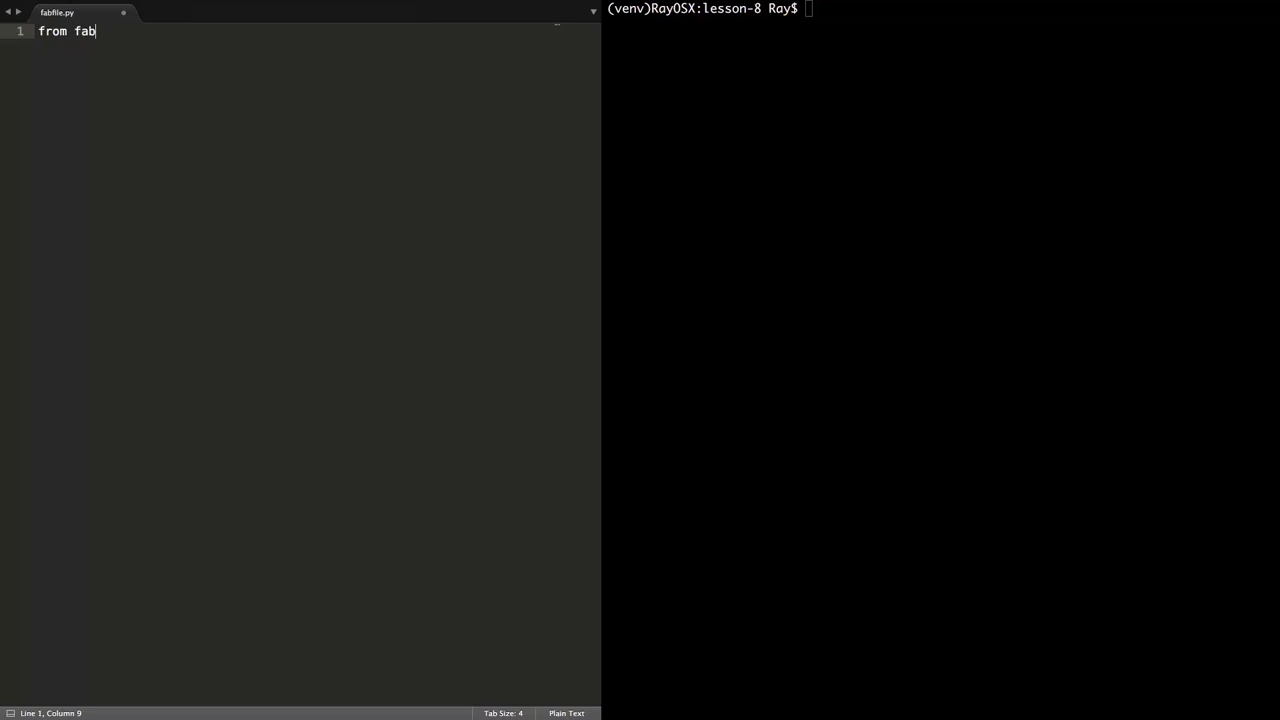 fabfile.py
1 from fab
Line 1, Column 9
Tab Size: 4
Plain Text
(venv)RayOSX:lesson-8 Ray$